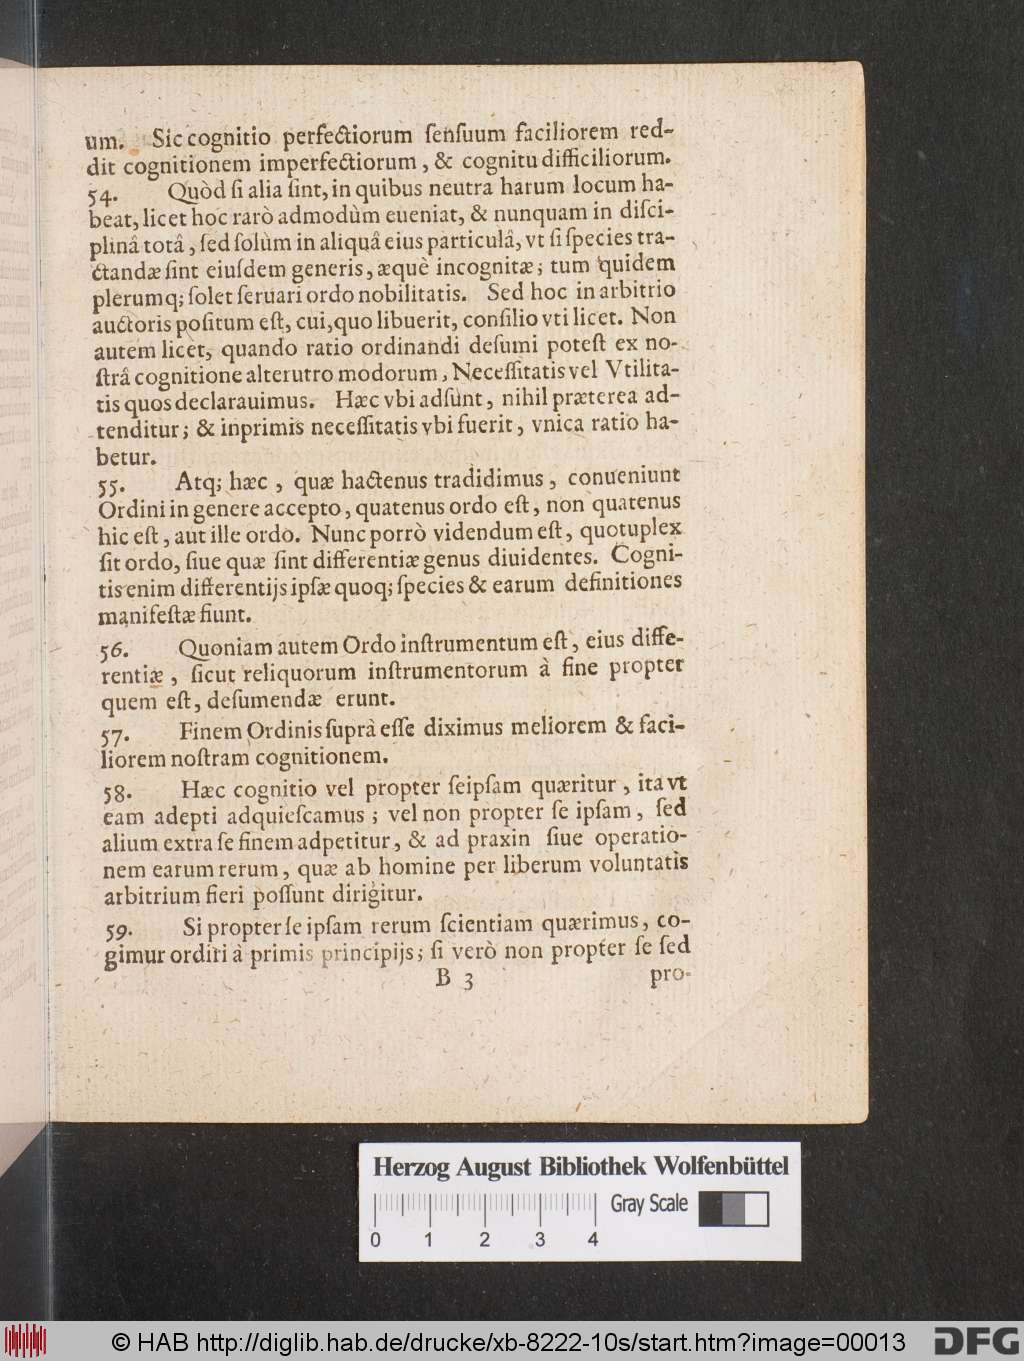 um. Sic cognitio perfectiorum ſenſuum faciliorem red-
dit cognitionem imperfectiorum, & cognitu difficiliorum.
54. Quòd ſi alia ſint, in quibus neutra harum locum ha-
beat, licet hoc rarò admodùm eueniat, & nunquam in diſci-
plinâ totâ, ſed ſolùm in aliquâ eius particulâ, vt ſi ſpecies tra-
ctandæ ſint eiuſdem generis, æquè incognitæ; tum quidem
plerumq; ſolet ſeruari ordo nobilitatis. Sed hoc in arbitrio
auctoris poſitum eſt, cui, quo libuerit, conſilio vti licet. Non
autem licèt, quando ratio ordinandi deſumi poteſt ex no-
ſtrâ cognitione alterutro modorum, Neceſſitatis vel Vtilita-
tis quos declarauimus. Hæc vbi adſunt, nihil præterea ad-
tenditur; & inprimis neceſſitatis vbi fuerit, vnica ratio ha-
betur.
55. Atq; hæc, quæ hactenus tradidimus, conueniunt
Ordini in genere accepto, quatenus ordo eſt, non quatenus
hic eſt, aut ille ordo. Nunc porrò videndum eſt, quotuplex
ſit ordo, ſiue quæ ſint differentiæ genus diuidentes. Cogni-
tis enim differentijs ipſæ quoq; ſpecies & earum definitiones
manifeſtæ fiunt.
56. Quoniam autem Ordo inſtrumentum eſt, eius diffe-
rentiæ, ſicut reliquorum inſtrumentorum à fine propter
quem eſt, deſumendæ erunt.
57. Finem Ordinis ſuprà eſſe diximus meliorem & faci-
liorem noſtram cognitionem.
58. Hæc cognitio vel propter ſeipſam quæritur, ita vt
eam adepti adquieſcamus; vel non propter ſe ipſam, ſed
alium extra ſe finem adpetitur, & ad praxin ſiue operatio-
nem earum rerum, quæ ab homine per liberum voluntatis
arbitrium fieri poſſunt dirigitur.
59. Si propter ſe ipſam rerum ſcientiam quærimus, co-
gimur ordiri à primis principijs; ſi verò non propter ſe ſed
B 3 pro-
Herzog August Bibliothek Wolfenbüttel
Gray Scale
0 1 2 3 4
© HAB http://diglib.hab.de/drucke/xb-8222-10s/start.htm?image=00013 DFG